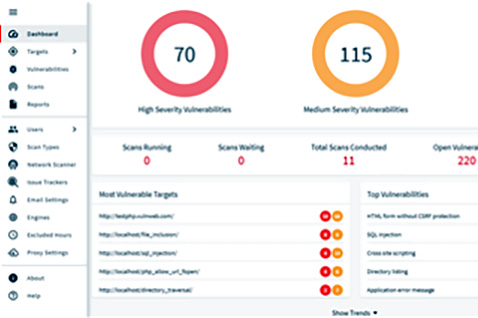 Dashboard
Targets
Vulnerabilities
Scans
Reports
Users
Scan Types
Network Scanner
Issue Trackers
Email Settings
Engines
Excluded Hours
Proxy Settings
About
Help
70
115
High Severity Vulnerabilities
Medium Severity Vulnerabilities
Scans Running
Scans Waiting
Total Scans Conducted
Open Vulnera
0
0
11
220
Most Vulnerable Targets
http://testphp.vulnweb.com/
http://localhost/file_inclusion/
http://localhost/sql_injection/
http://localhost/php_allow_url_fopen/
http://localhost/directory_traversal/
Top Vulnerabilities
HTML form without CSRF protection
SQL injection
Cross site scripting
Directory listing
Application error message
Show Trends